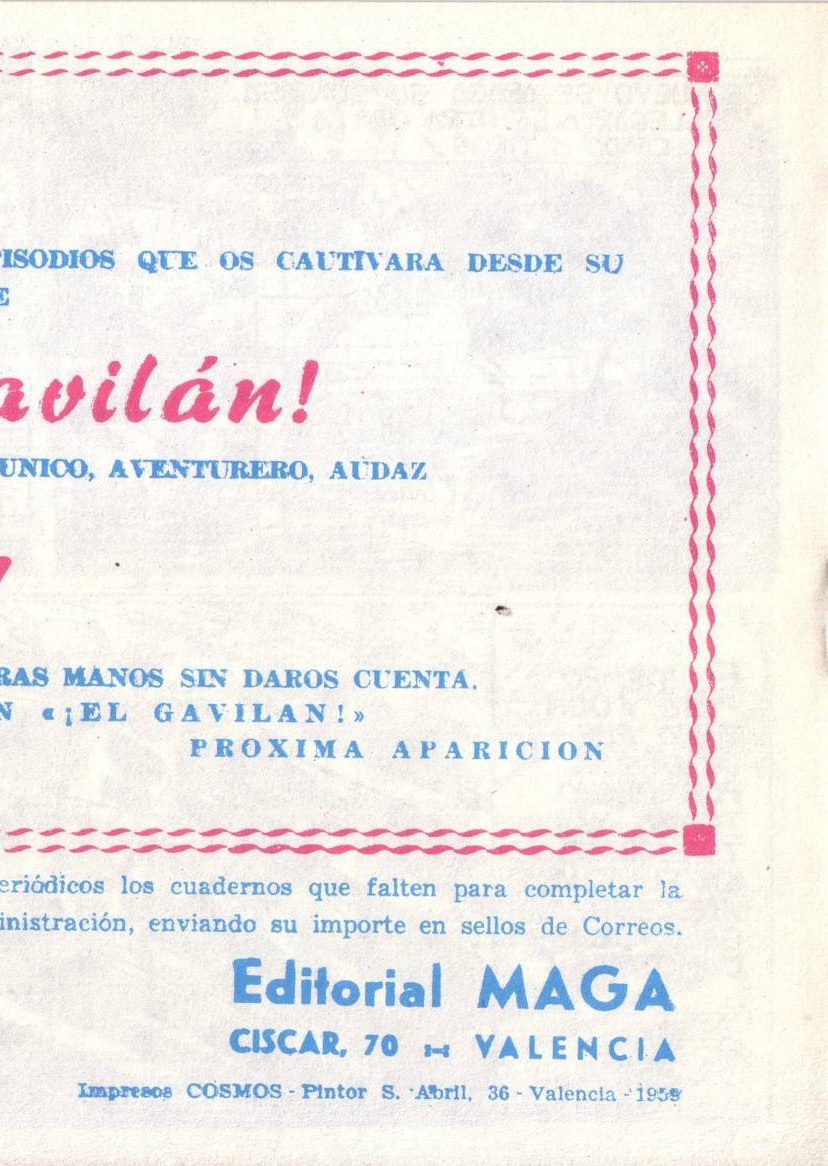 PISODIOS QUE OS CAUTIVARA DESDE SU
E
avilán!
UNICO, AVENTURERO, AUDAZ
RAS MANOS SIN DAROS CUENTA.
N «¡EL GAVILAN!»
PROXIMA APARICION
eriódicos los cuadernos que falten para completar la
inistración, enviando su importe en sellos de Correos.
Editorial MAGA
CISCAR, 70 - VALENCIA
Impresos COSMOS - Pintor S. Abril, 36 - Valencia - 1959